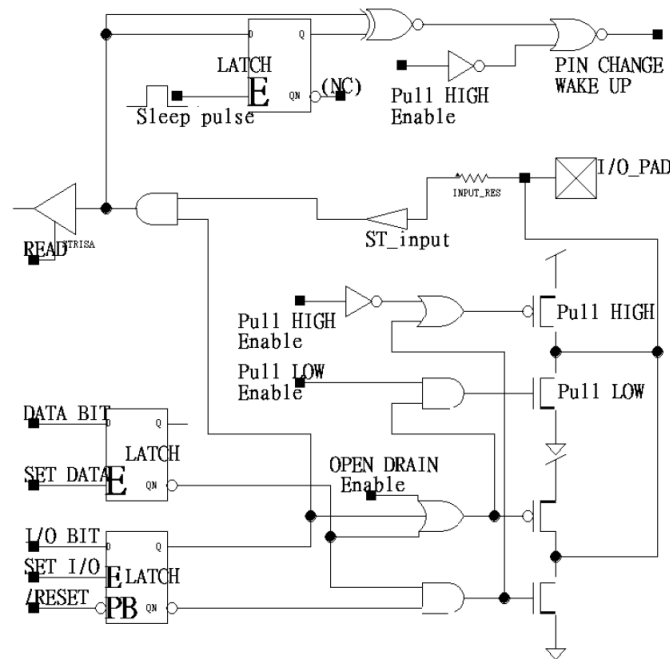 D
Q
LATCH
E
QN
(NC)
Sleep pulse
Pull HIGH
Enable
PIN CHANGE
WAKE UP
I/O_PAD
INPUT_RES
ST_input
READ
TRISA
Pull HIGH
Enable
Pull HIGH
Pull LOW
Enable
Pull LOW
DATA BIT
D
Q
LATCH
SET DATA
E
QN
OPEN DRAIN
Enable
I/O BIT
D
Q
SET I/O
E
LATCH
/RESET
PB
QN